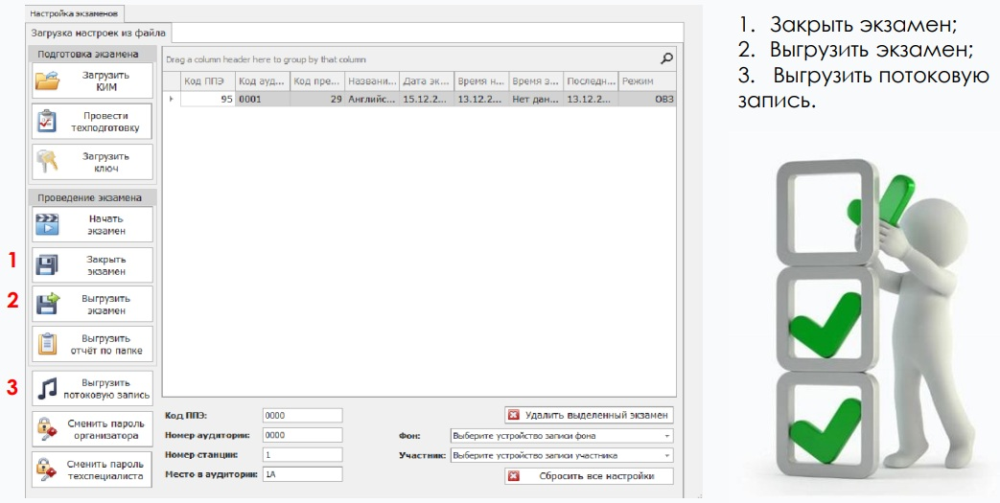 Настройка экзаменов
Загрузка настроек из файла
Подготовка экзамена
Загрузить
КИМ
Провести
техподготовку
Загрузить
ключ
Проведение экзамена
Начать
экзамен
1
Закрыть
экзамен
2
Выгрузить
экзамен
Выгрузить
отчёт по папке
3
Выгрузить
потоковую запись
Сменить пароль
организатора
Сменить пароль
техспециалиста
Drag a column header here to group by that column
Код ППЭ Код ауд... Код пре... Названи... Дата эк... Время н... Время э... Последн... Режим
95 0001 29 Английс... 15.12.2... 13.12.2... Нет дан... 13.12.2... ОВЗ
Код ППЭ: 0000
Номер аудитории: 0000
Номер станции: 1
Место в аудитории: 1А
Удалить выделенный экзамен
Фон: Выберите устройство записи фона
Участник: Выберите устройство записи участника
Сбросить все настройки
1. Закрыть экзамен;
2. Выгрузить экзамен;
3. Выгрузить потоковую
запись.